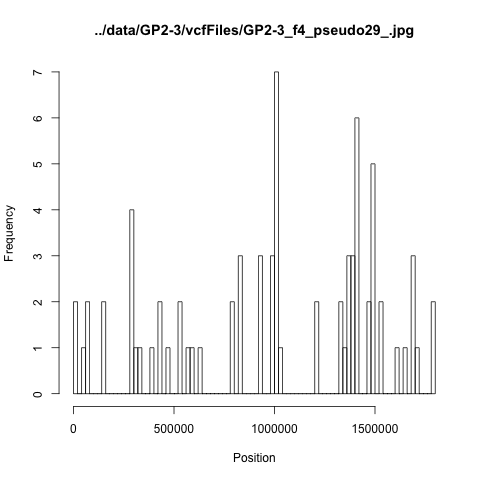 ../data/GP2-3/vcfFiles/GP2-3_f4_pseudo29_.jpg
7
6
5
4
3
2
1
0
Frequency
0 500000 1000000 1500000
Position